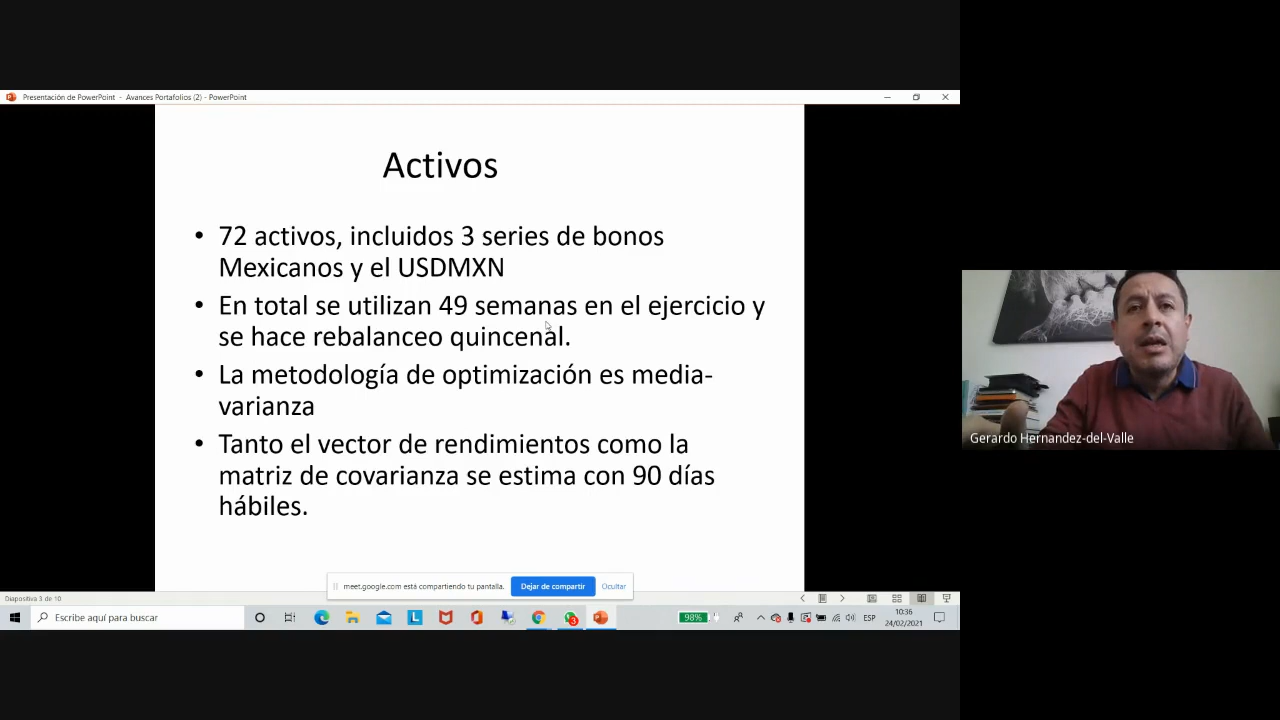 Presentación de PowerPoint - Avances Portafolios (2) - PowerPoint
Activos
• 72 activos, incluidos 3 series de bonos
Mexicanos y el USDMXN
• En total se utilizan 49 semanas en el ejercicio y
se hace rebalanceo quincenal.
• La metodología de optimización es media-
varianza
• Tanto el vector de rendimientos como la
matriz de covarianza se estima con 90 días
hábiles.
Gerardo Hernandez-del-Valle
meet.google.com está compartiendo tu pantalla.
Dejar de compartir
Ocultar
Diapositiva 3 de 10
Escribe aquí para buscar
L
3
98%
ESP
10:36
24/02/2021